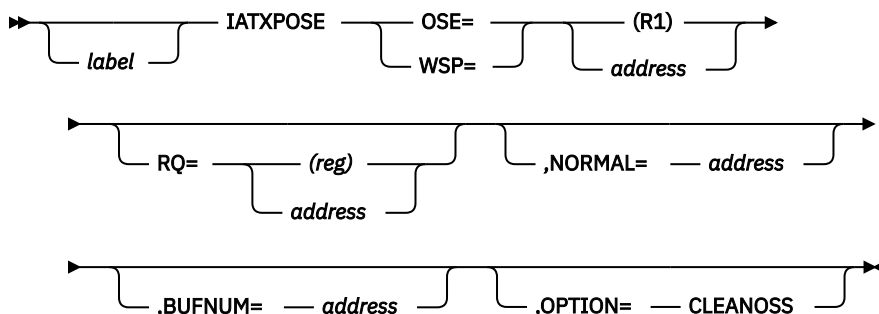 IATXPOSE OSE= (R1)
label WSP= address
RQ= (reg) ,NORMAL= address
address
,BUFNUM= address ,OPTION= CLEANOSS